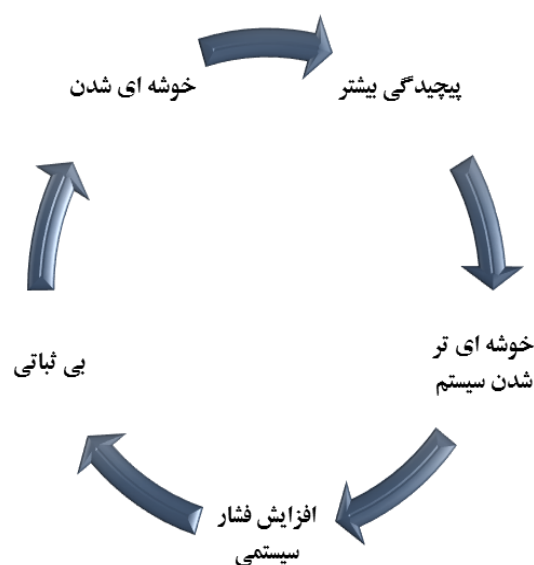 خوشه ای شدن
پیچیدگی بیشتر
خوشه ای تر
شدن سیستم
افزایش فشار
سیستمی
بی ثباتی